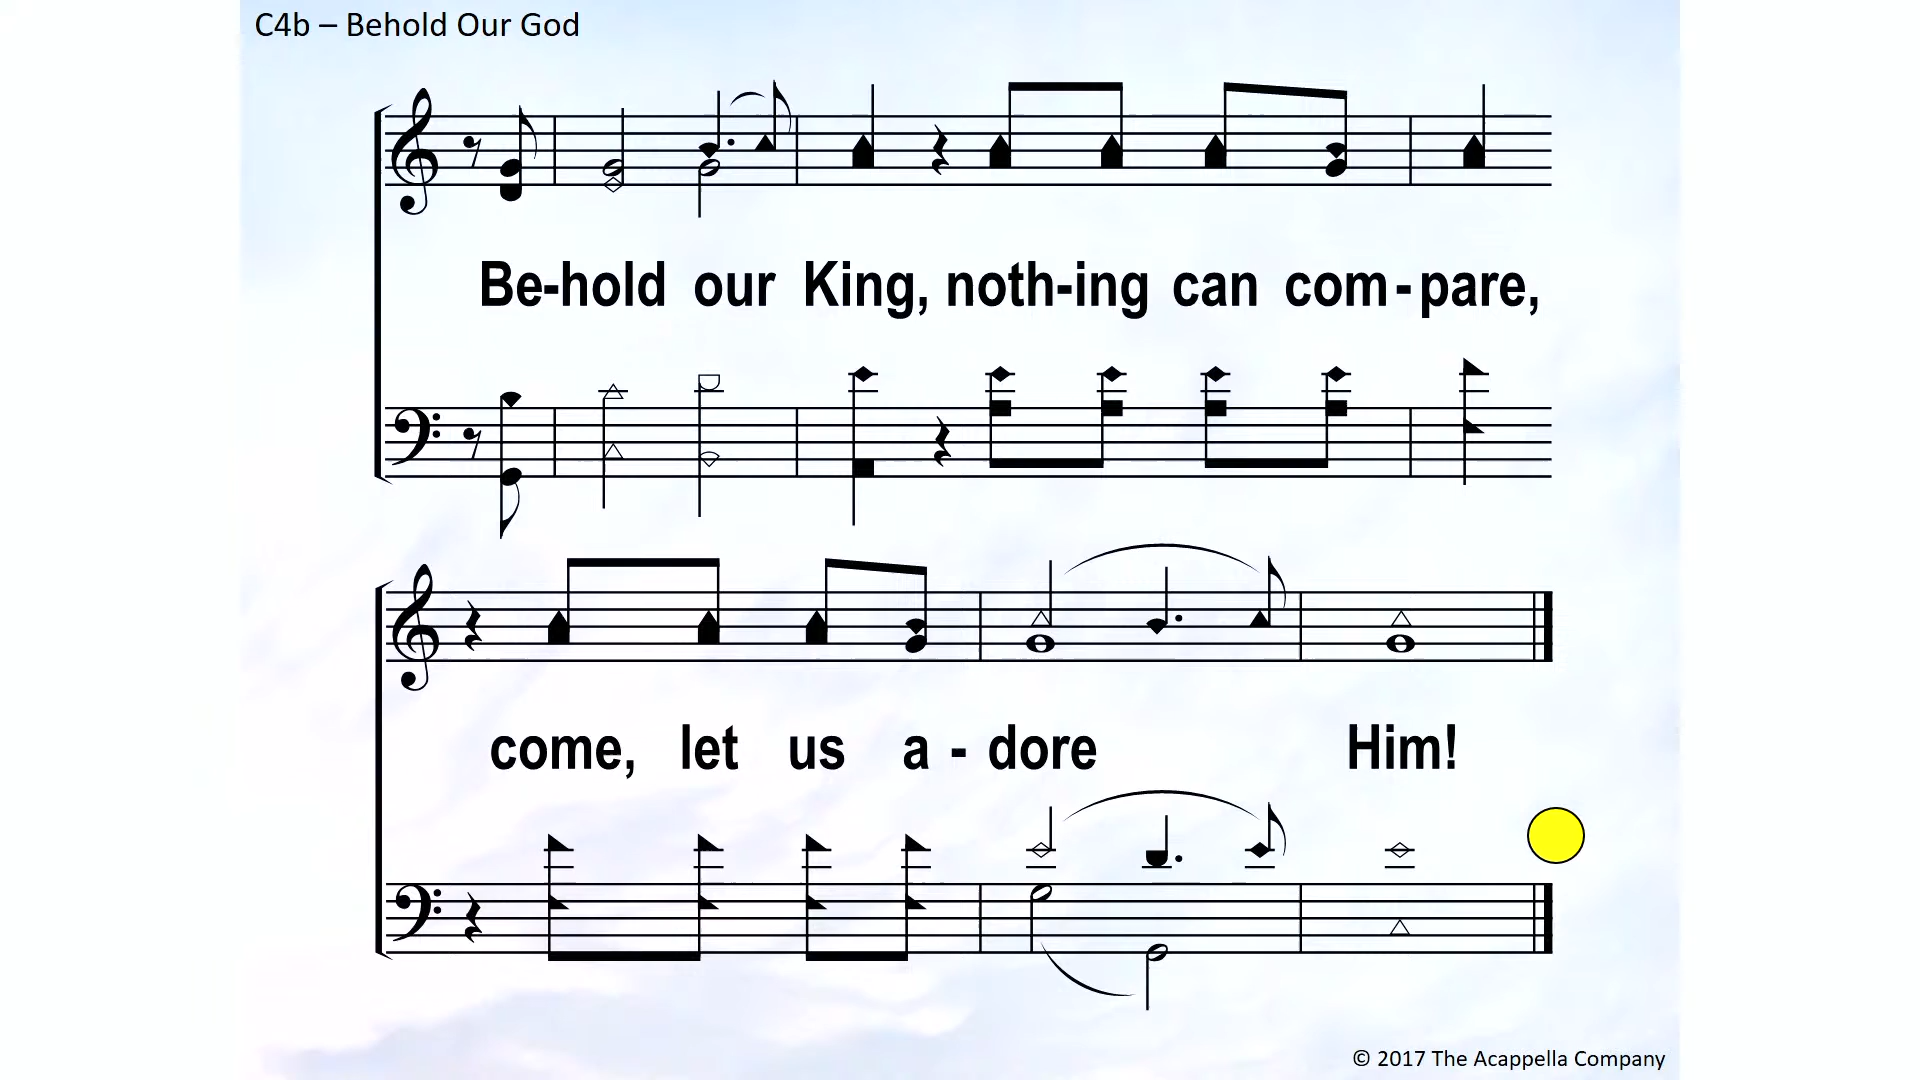 C4b – Behold Our God
Be-hold our King, noth-ing can com-pare,
come, let us a-dore Him!
© 2017 The Acappella Company